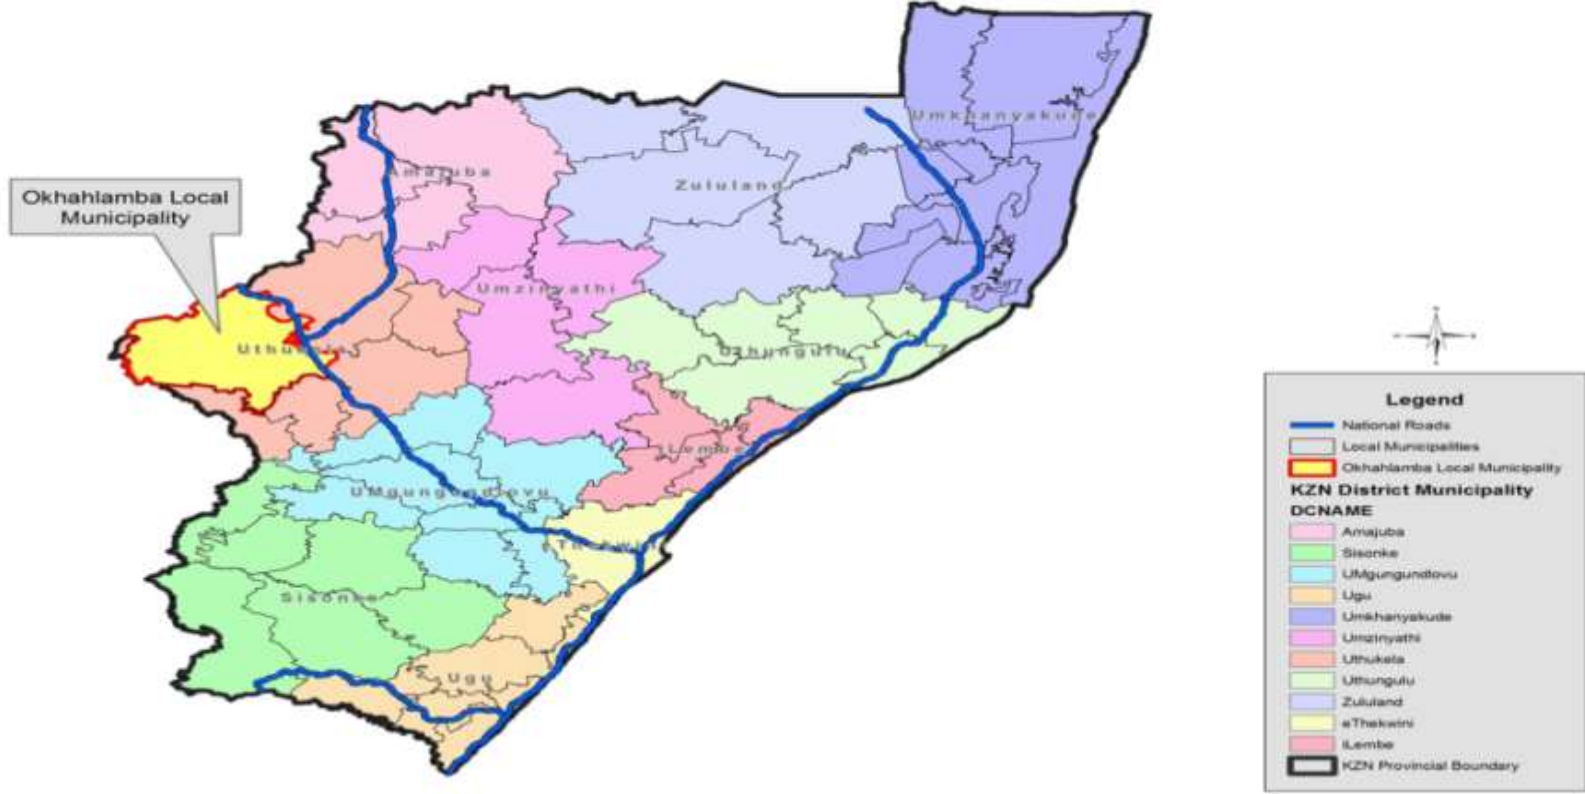 Okhahlamba Local
Municipality
Umkhanyakude
Amajuba
Zululand
Umzinyathi
Uthukela
Uthungulu
UMgungundlovu
Sisonke
Ugu
Legend
National Roads
Local Municipalities
Okhahlamba Local Municipality
KZN District Municipality
DCNAME
Amajuba
Sisonke
UMgungundlovu
Ugu
Umkhanyakude
Umzinyathi
Uthukela
Uthungulu
Zululand
eThekwini
iLembe
KZN Provincial Boundary